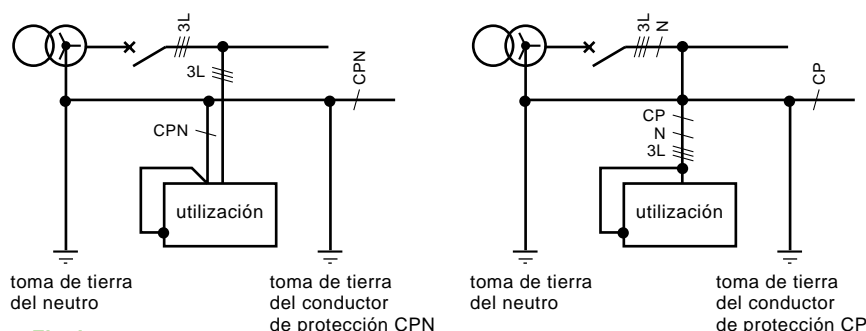 3L
CPN
3L
CPN
utilización
toma de tierra
del neutro
toma de tierra
del conductor
de protección CPN
3L
N
CP
CP
N
3L
utilización
toma de tierra
del neutro
toma de tierra
del conductor
de protección CP